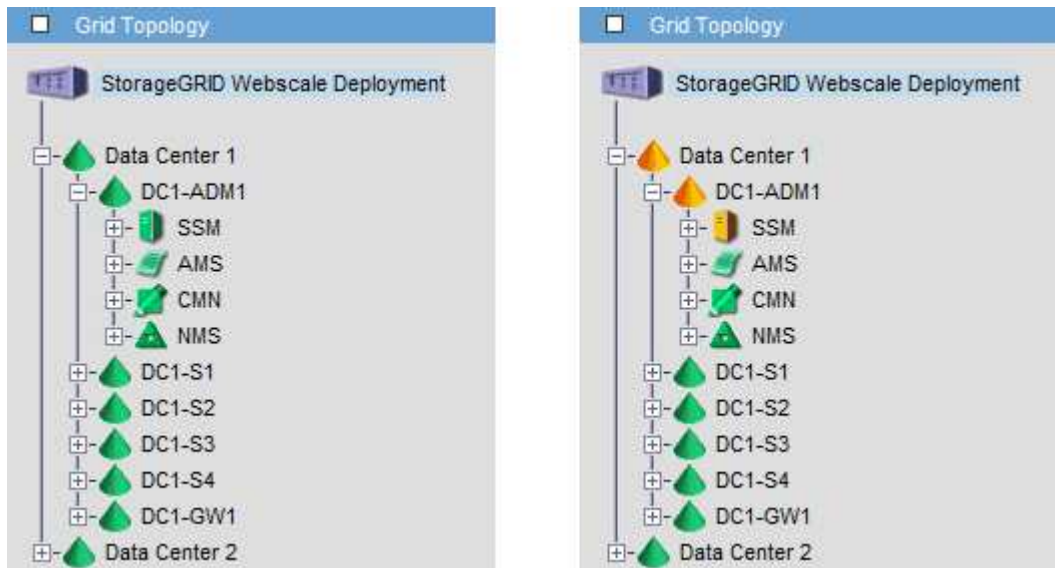 Grid Topology
StorageGRID Webscale Deployment
Data Center 1
DC1-ADM1
SSM
AMS
CMN
NMS
DC1-S1
DC1-S2
DC1-S3
DC1-S4
DC1-GW1
Data Center 2
Grid Topology
StorageGRID Webscale Deployment
Data Center 1
DC1-ADM1
SSM
AMS
CMN
NMS
DC1-S1
DC1-S2
DC1-S3
DC1-S4
DC1-GW1
Data Center 2